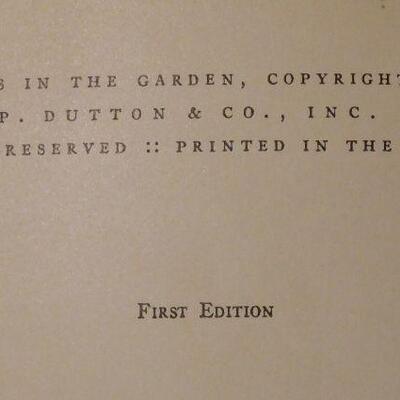 S IN THE GARDEN, COPYRIGHT
P. DUTTON & CO., INC.
RESERVED :: PRINTED IN THE
FIRST EDITION